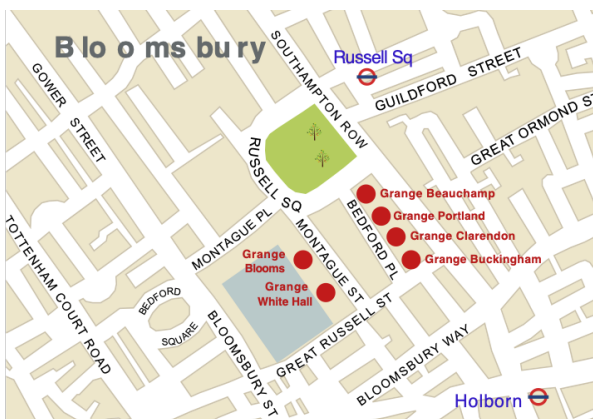 Bloomsbury
Russell Sq
SOUTHAMPTON ROW
GUILDFORD STREET
GOWER STREET
GREAT ORMOND ST
RUSSELL SQ
Grange Beauchamp
BEDFORD PL
Grange Portland
MONTAGUE PL
MONTAGUE ST
Grange Clarendon
Grange
Blooms
Grange Buckingham
TOTTENHAM COURT ROAD
Grange
White Hall
BEDFORD
SQUARE
BLOOMSBURY ST
GREAT RUSSELL ST
BLOOMSBURY WAY
Holborn